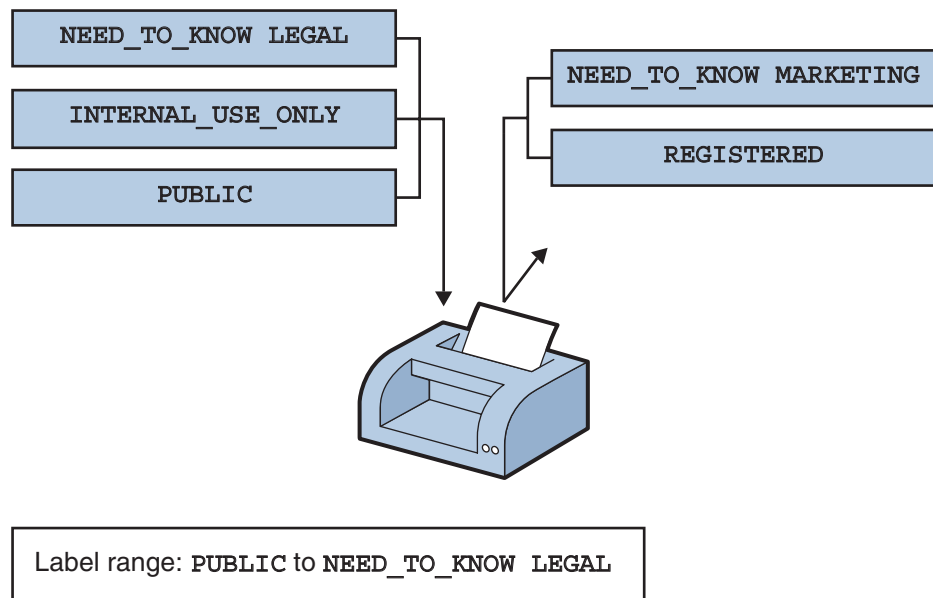 NEED_TO_KNOW LEGAL
INTERNAL_USE_ONLY
PUBLIC
NEED_TO_KNOW MARKETING
REGISTERED
Label range: PUBLIC to NEED_TO_KNOW LEGAL